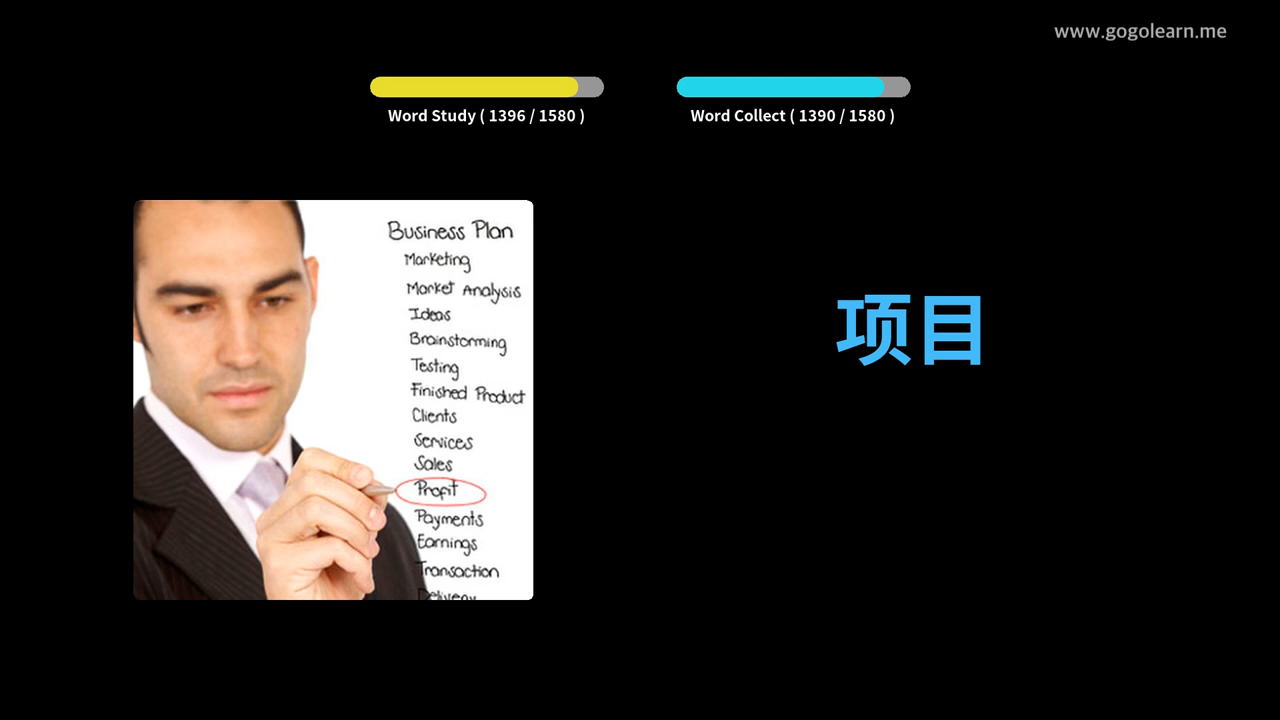 www.gogolearn.me
Word Study ( 1396 / 1580 )
Word Collect ( 1390 / 1580 )
Business Plan
Marketing
Market Analysis
Ideas
Brainstorming
Testing
Finished Product
Clients
Services
Sales
Profit
Payments
Earnings
Transaction
Delivery
项目